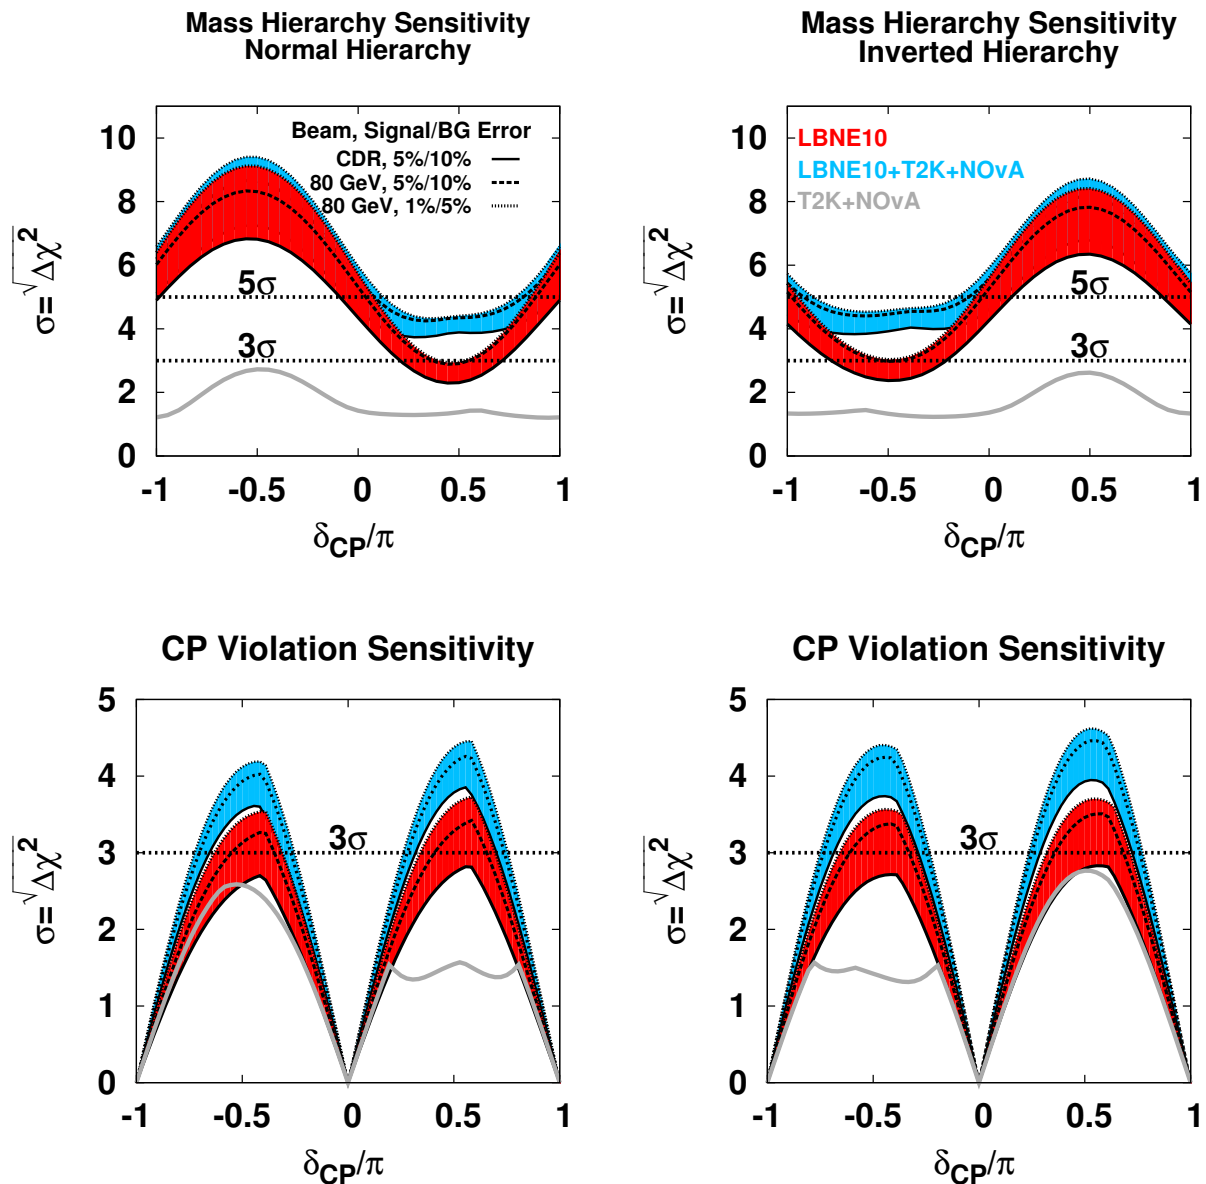 Mass Hierarchy Sensitivity
Normal Hierarchy
10
8
6
4
2
0
σ=√Δχ²
Beam, Signal/BG Error
CDR, 5%/10%
80 GeV, 5%/10%
80 GeV, 1%/5%
5σ
3σ
-1 -0.5 0 0.5 1
δCP/π
Mass Hierarchy Sensitivity
Inverted Hierarchy
10
8
6
4
2
0
σ=√Δχ²
LBNE10
LBNE10+T2K+NOvA
T2K+NOvA
5σ
3σ
-1 -0.5 0 0.5 1
δCP/π
CP Violation Sensitivity
5
4
3
2
1
0
σ=√Δχ²
3σ
-1 -0.5 0 0.5 1
δCP/π
CP Violation Sensitivity
5
4
3
2
1
0
σ=√Δχ²
3σ
-1 -0.5 0 0.5 1
δCP/π